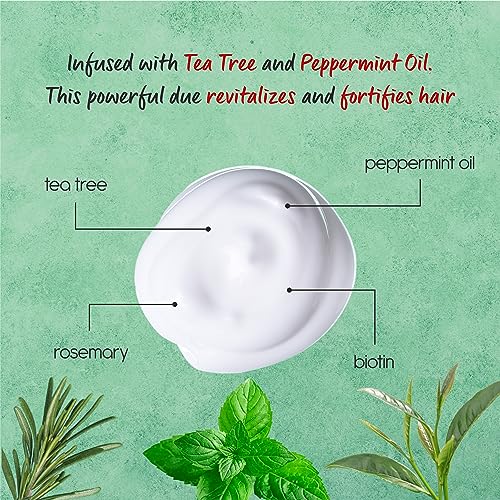 Infused with Tea Tree and Peppermint Oil.
This powerful due revitalizes and fortifies hair
peppermint oil
tea tree
rosemary
biotin